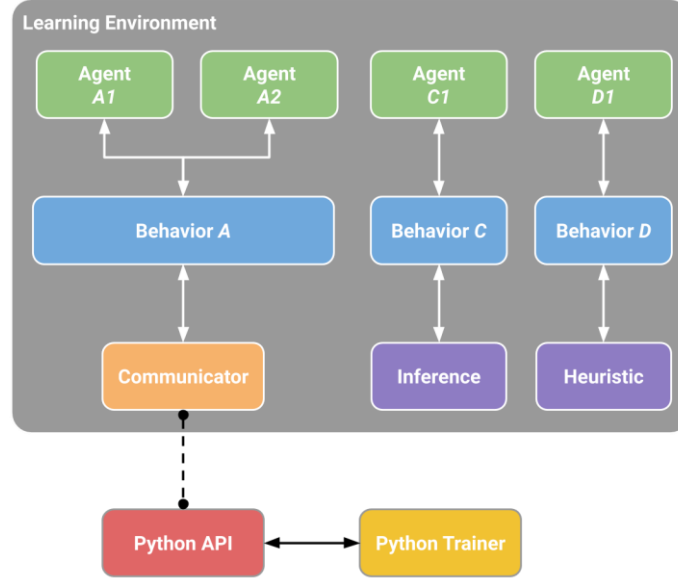 Learning Environment
Agent
A1
Agent
A2
Agent
C1
Agent
D1
Behavior A
Behavior C
Behavior D
Communicator
Inference
Heuristic
Python API
Python Trainer